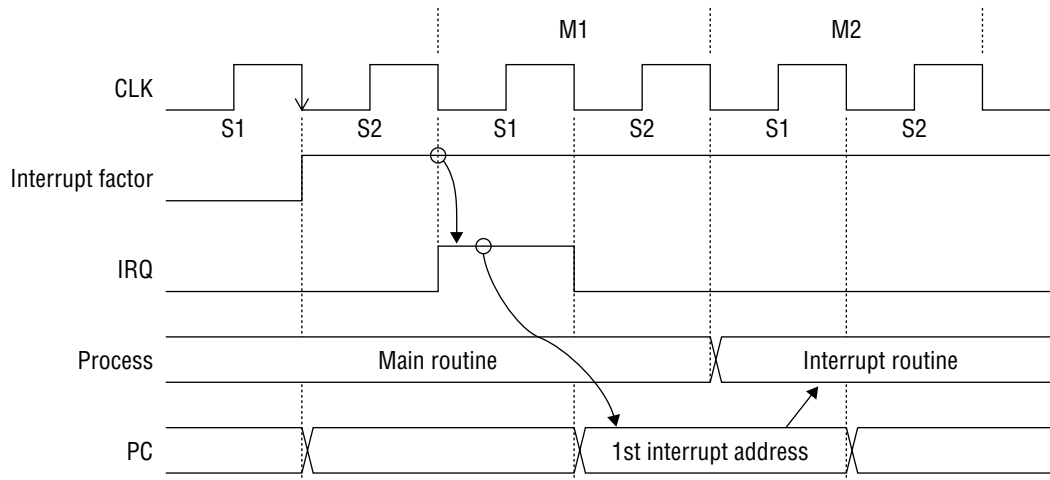 M1 M2
CLK
S1 S2 S1 S2 S1 S2
Interrupt factor
IRQ
Process Main routine Interrupt routine
PC 1st interrupt address